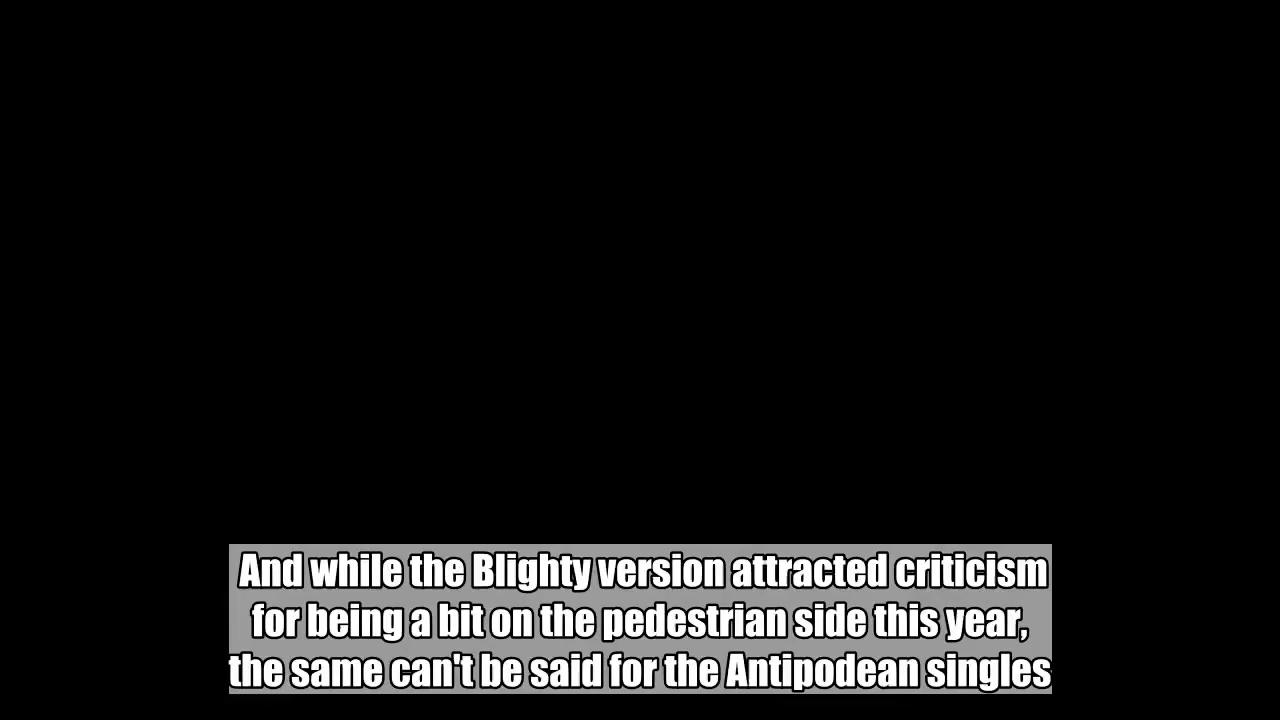 And while the Blighty version attracted criticism
for being a bit on the pedestrian side this year,
the same can't be said for the Antipodean singles